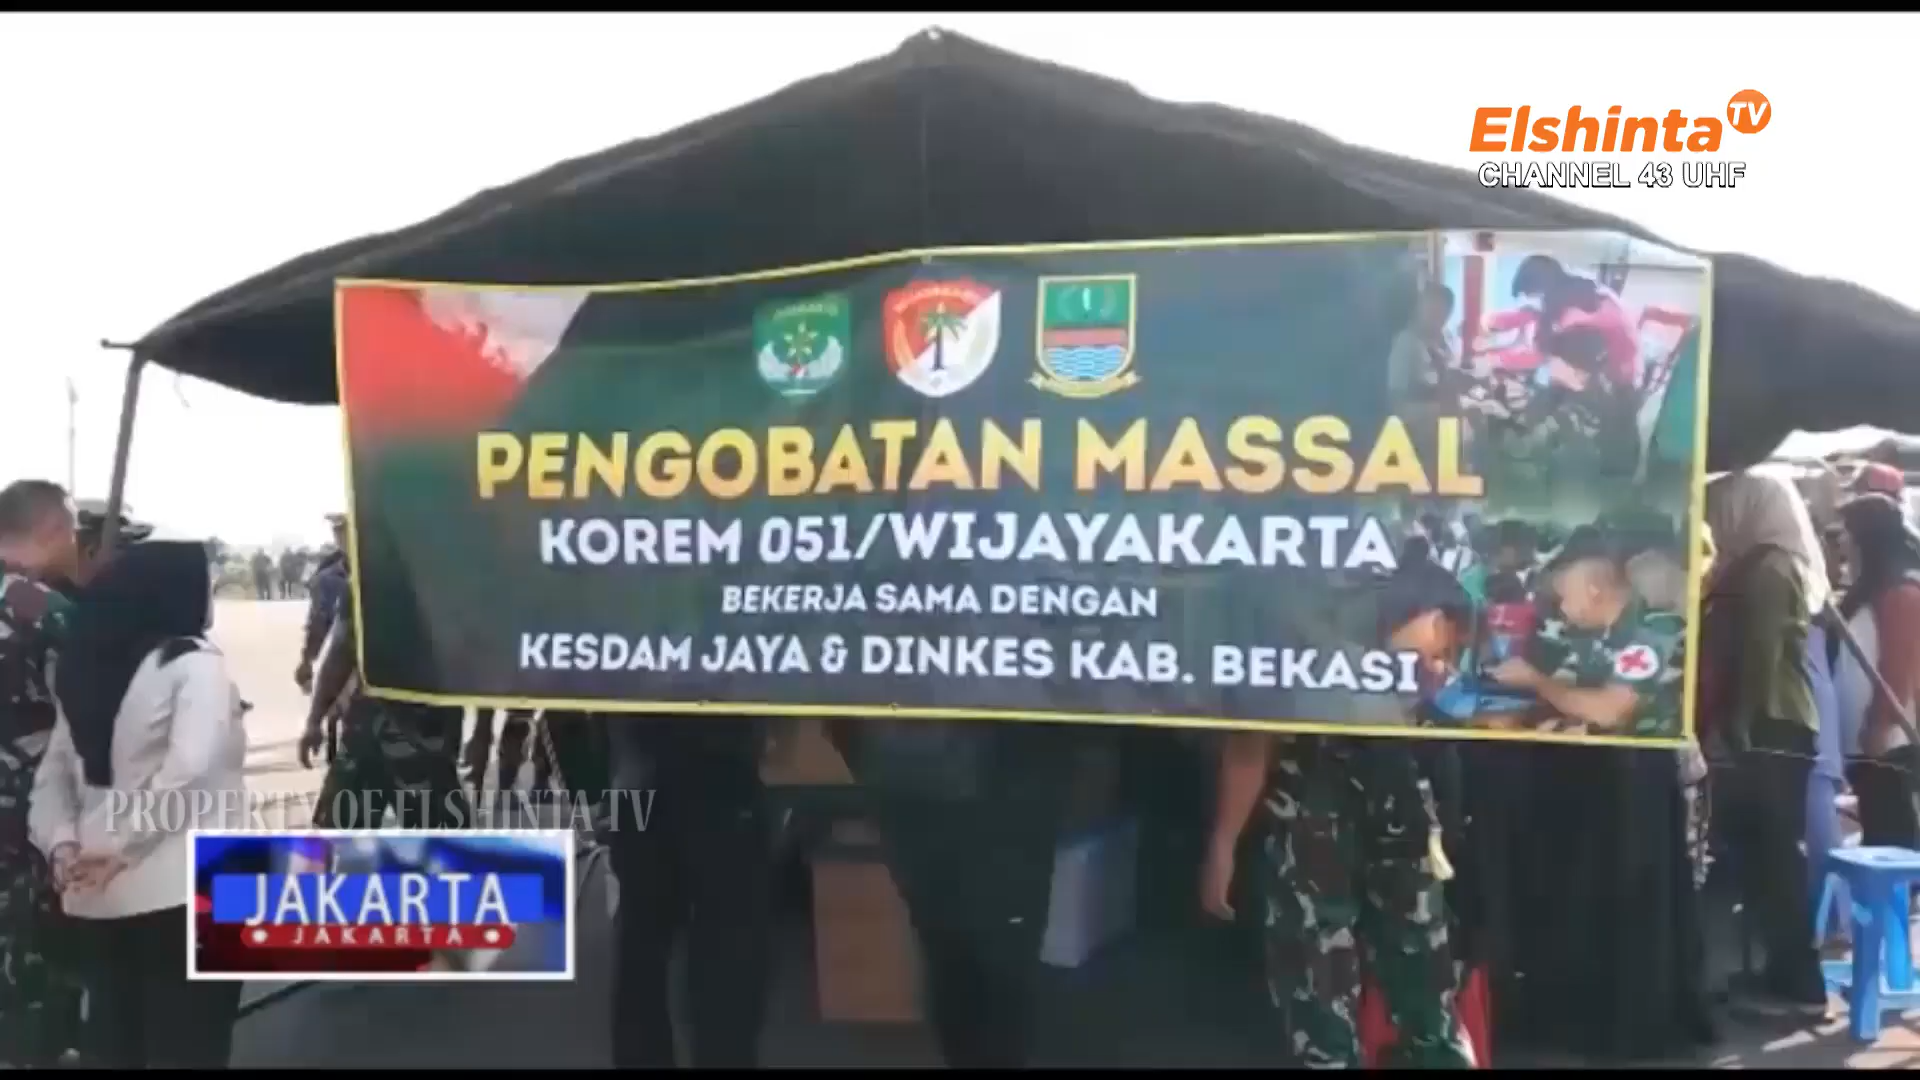 Elshinta TV
CHANNEL 43 UHF
PENGOBATAN MASSAL
KOREM 051/WIJAYAKARTA
BEKERJA SAMA DENGAN
KESDAM JAYA & DINKES KAB. BEKASI
PROPERTY OF ELSHINTA TV
JAKARTA
JAKARTA